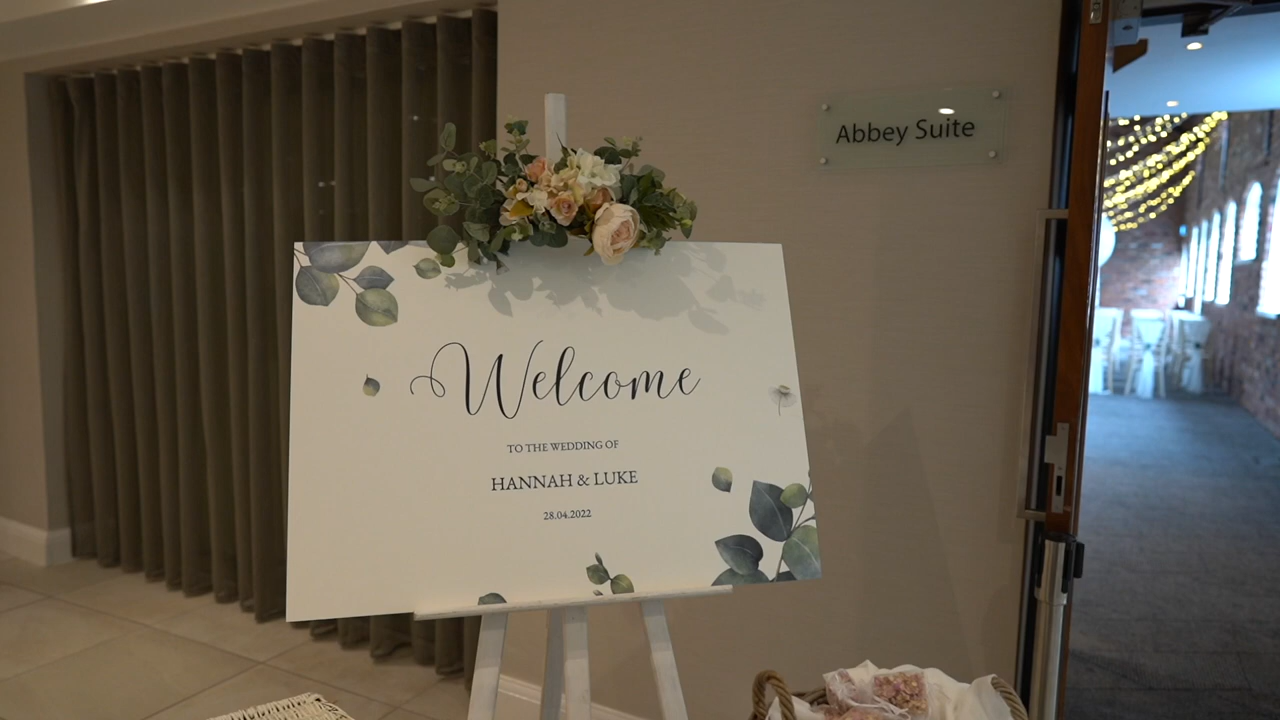 Abbey Suite
Welcome
TO THE WEDDING OF
HANNAH & LUKE
28.04.2022